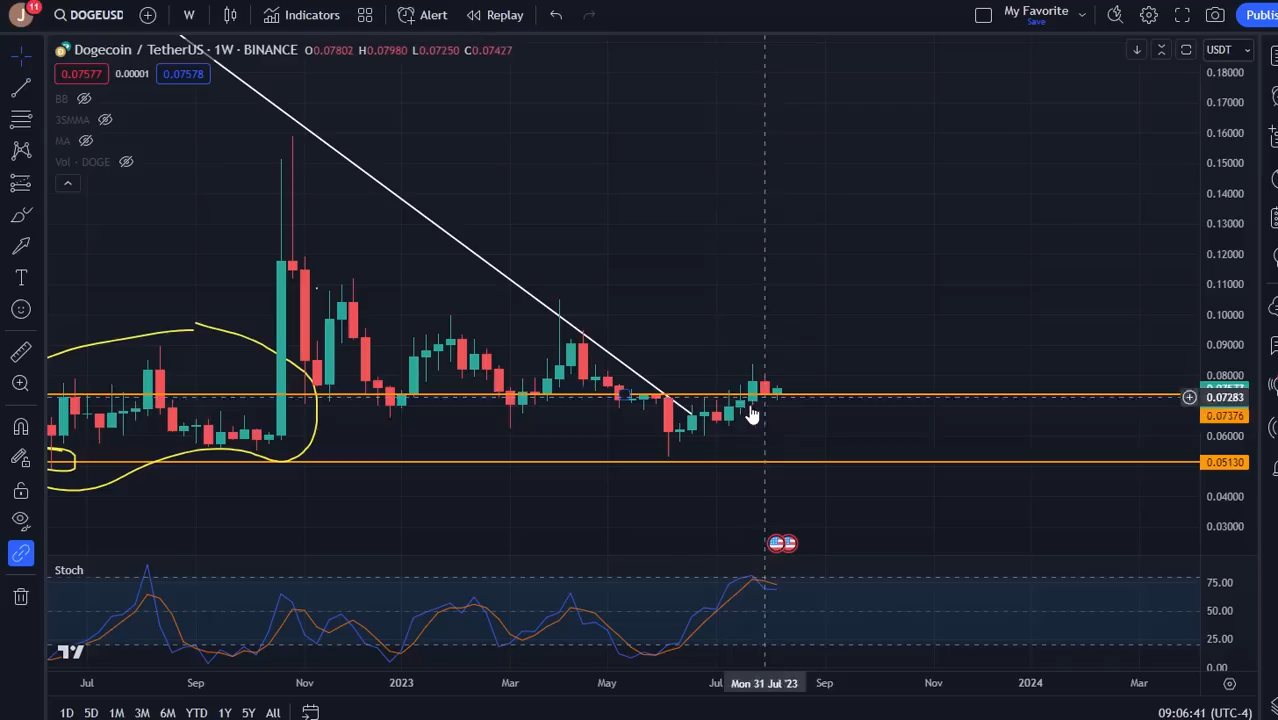 J 11 DOGEUSD W Indicators Alert Replay My Favorite Save Publis
Dogecoin / TetherUS · 1W · BINANCE O0.07802 H0.07980 L0.07250 C0.07427 USDT
0.07577 0.00001 0.07578
BB
3SMMA
MA
Vol · DOGE
0.18000
0.17000
0.16000
0.15000
0.14000
0.13000
0.12000
0.11000
0.10000
0.09000
0.08000
0.07577
0.07283
0.07376
0.06000
0.05130
0.04000
0.03000
Stoch
75.00
50.00
25.00
0.00
Jul Sep Nov 2023 Mar May Jul Mon 31 Jul '23 Sep Nov 2024 Mar
1D 5D 1M 3M 6M YTD 1Y 5Y All 09:06:41 (UTC-4)